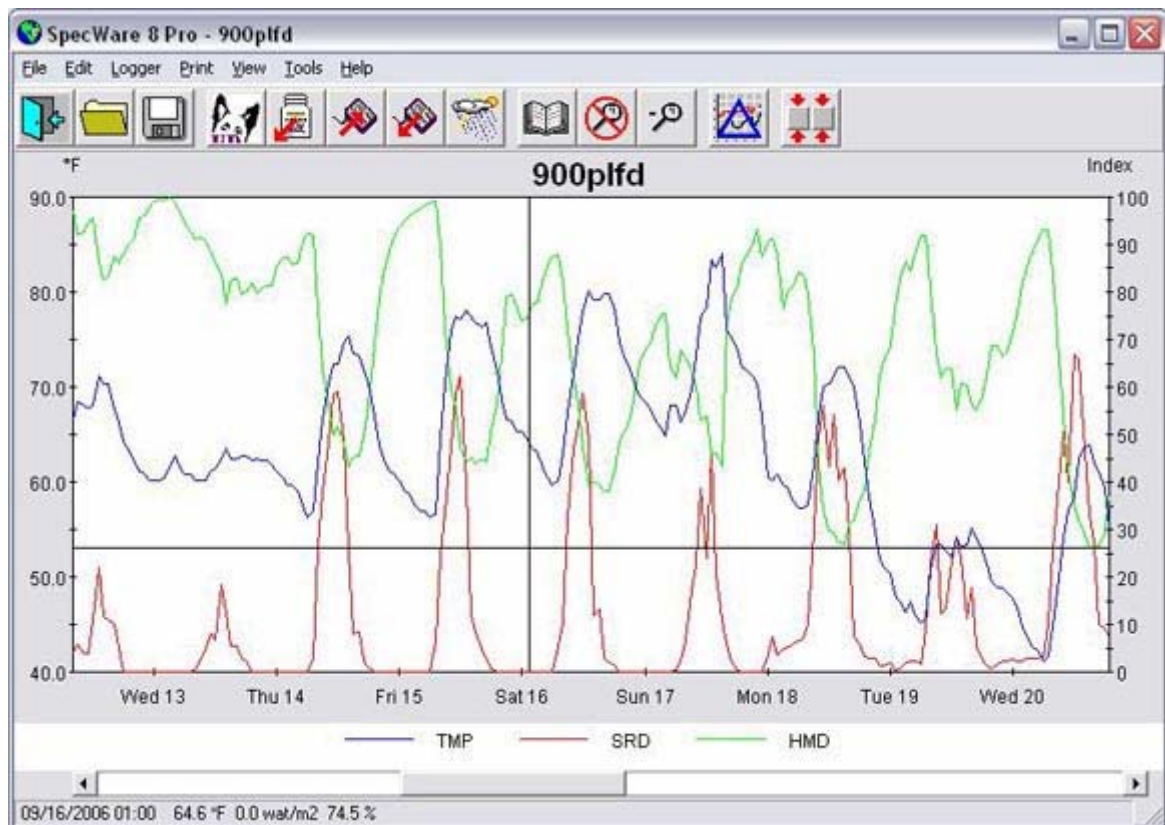 SpecWare 8 Pro - 900plfd
File Edit Logger Print View Tools Help
°F
900plfd
Index
90.0
80.0
70.0
60.0
50.0
40.0
100
90
80
70
60
50
40
30
20
10
0
Wed 13 Thu 14 Fri 15 Sat 16 Sun 17 Mon 18 Tue 19 Wed 20
TMP SRD HMD
09/16/2006 01:00 64.6 °F 0.0 wat/m2 74.5 %